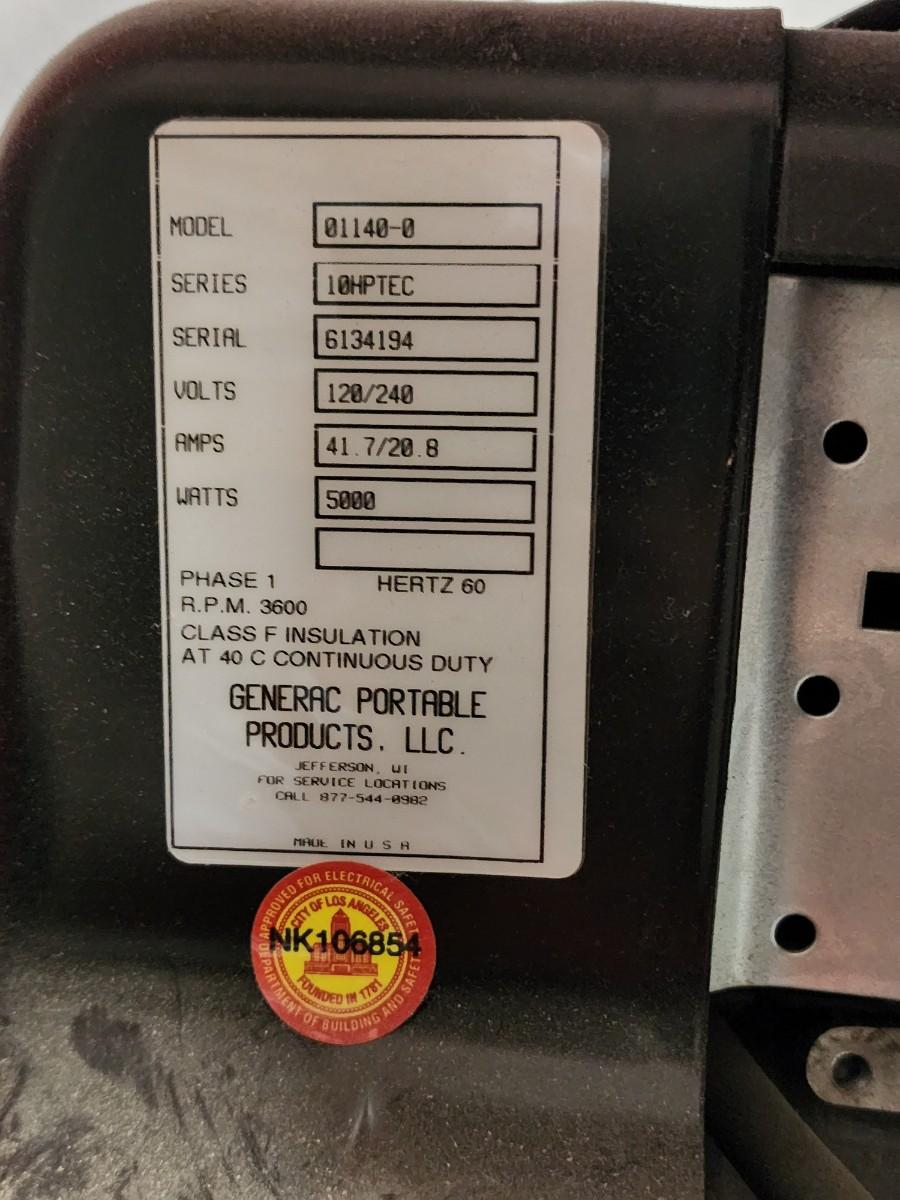 MODEL 01140-0
SERIES 10HPTEC
SERIAL 6134194
VOLTS 120/240
AMPS 41.7/20.8
WATTS 5000
PHASE 1 HERTZ 60
R.P.M. 3600
CLASS F INSULATION
AT 40 C CONTINUOUS DUTY
GENERAC PORTABLE
PRODUCTS, LLC.
JEFFERSON, WI
FOR SERVICE LOCATIONS
CALL 877-544-0982
MADE IN U S A
APPROVED FOR ELECTRICAL SAFETY
CITY OF LOS ANGELES
NK106854
FOUNDED IN 1781
DEPARTMENT OF BUILDING AND SAFETY